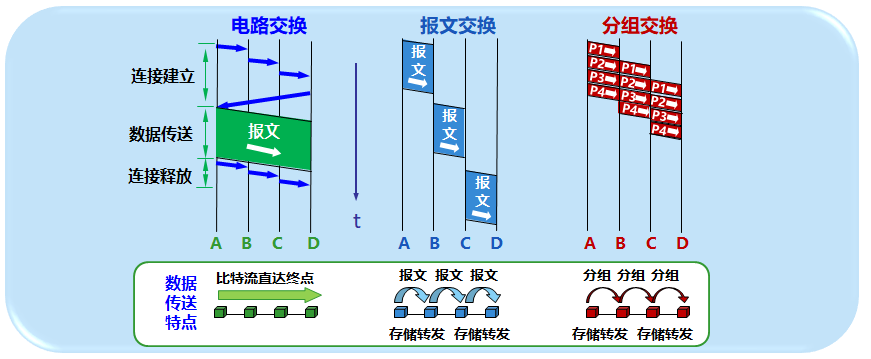 电路交换
报文交换
分组交换
连接建立
数据传送
连接释放
报文
t
报
文
报
文
报
文
P1
P2
P3
P4
P1
P2
P3
P4
P1
P2
P3
P4
A B C D
A B C D
A B C D
数据
传送
特点
比特流直达终点
报文 报文 报文
存储转发 存储转发
分组 分组 分组
存储转发 存储转发